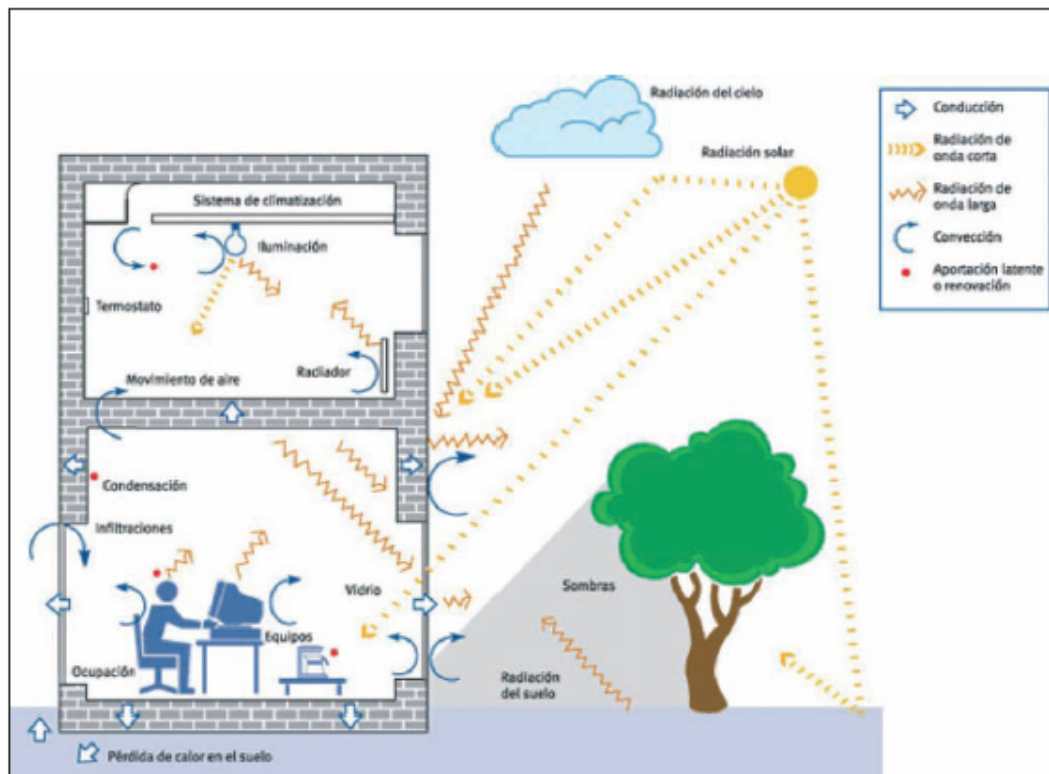 Radiación del cielo
Radiación solar
Conducción
Radiación de
onda corta
Radiación de
onda larga
Convección
Aportación latente
o renovación
Sistema de climatización
Iluminación
Termostato
Movimiento de aire
Radiador
Condensación
Infiltraciones
Vidrio
Sombras
Equipos
Ocupación
Radiación
del suelo
Pérdida de calor en el suelo